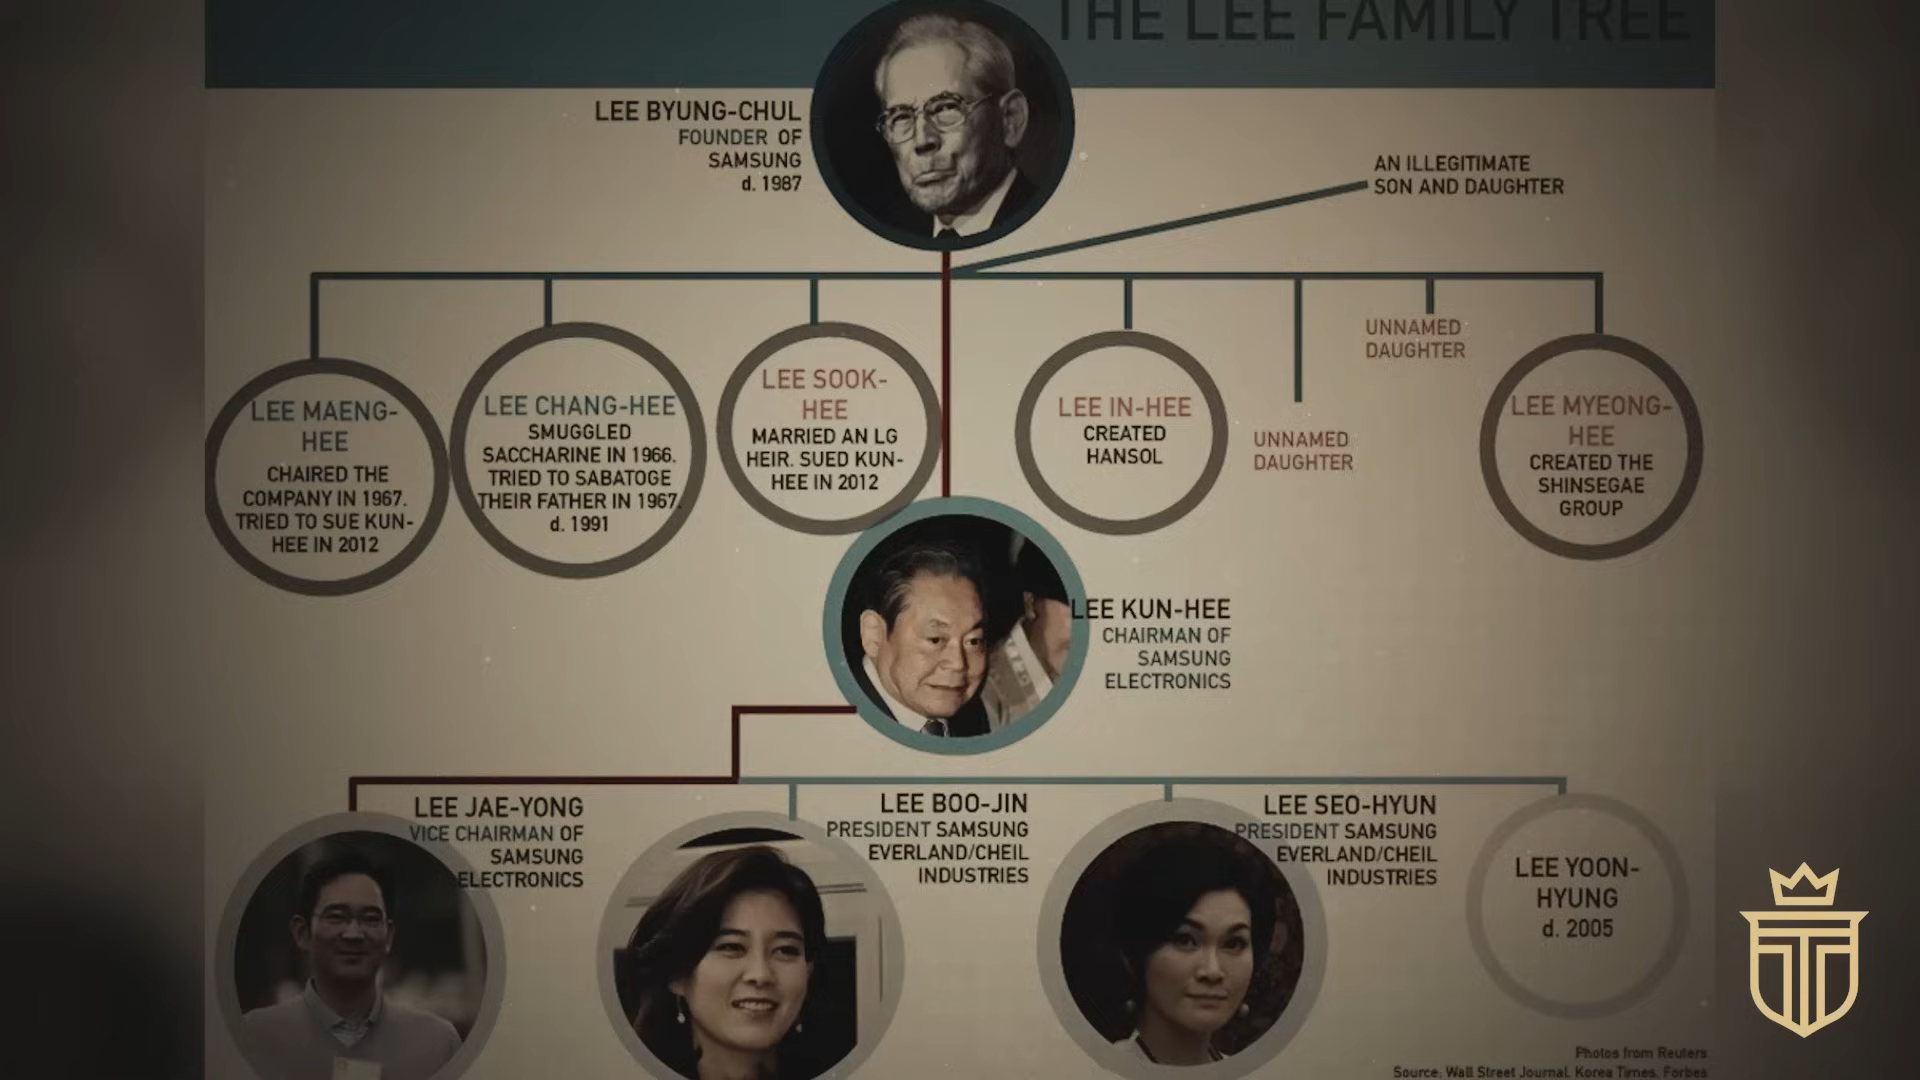 THE LEE FAMILY TREE
LEE BYUNG-CHUL
FOUNDER OF
SAMSUNG
d. 1987
AN ILLEGITIMATE
SON AND DAUGHTER
LEE MAENG-
HEE
CHAIRED THE
COMPANY IN 1967.
TRIED TO SUE KUN-
HEE IN 2012
LEE CHANG-HEE
SMUGGLED
SACCHARINE IN 1966.
TRIED TO SABATOGE
THEIR FATHER IN 1967.
d. 1991
LEE SOOK-
HEE
MARRIED AN LG
HEIR. SUED KUN-
HEE IN 2012
LEE IN-HEE
CREATED
HANSOL
UNNAMED
DAUGHTER
UNNAMED
DAUGHTER
LEE MYEONG-
HEE
CREATED THE
SHINSEGAE
GROUP
LEE KUN-HEE
CHAIRMAN OF
SAMSUNG
ELECTRONICS
LEE JAE-YONG
VICE CHAIRMAN OF
SAMSUNG
ELECTRONICS
LEE BOO-JIN
PRESIDENT SAMSUNG
EVERLAND/CHEIL
INDUSTRIES
LEE SEO-HYUN
PRESIDENT SAMSUNG
EVERLAND/CHEIL
INDUSTRIES
LEE YOON-
HYUNG
d. 2005
Photos from Reuters
Source: Wall Street Journal, Korea Times, Forbes